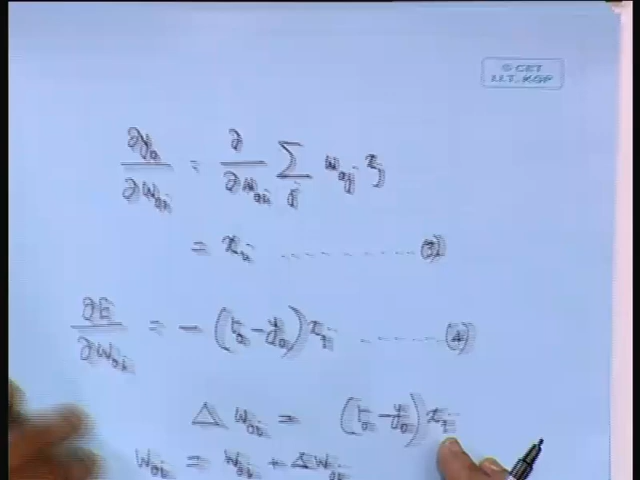 © CET
I.I.T. KGP
∂y_o / ∂w_oi = ∂ / ∂w_oi Σ_j w_oj x_j
= x_i ............ (3)
∂E / ∂w_oi = - (t_o - y_o) x_i ........ (4)
Δ w_oi = (t_o - y_o) x_i
w_oi = w_oi + Δw_oi